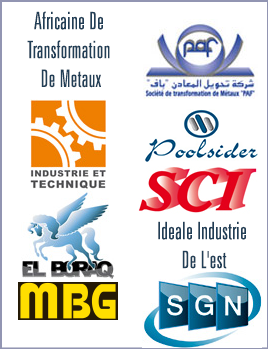 Africaine De
Transformation
De Metaux
paf
شركة تحويل المعادن "باف"
Société de transformation de Métaux "PAF"
INDUSTRIE ET
TECHNIQUE
Poolsider
SCI
EL BORAQ
Ideale Industrie
De L'est
MBG
SGN